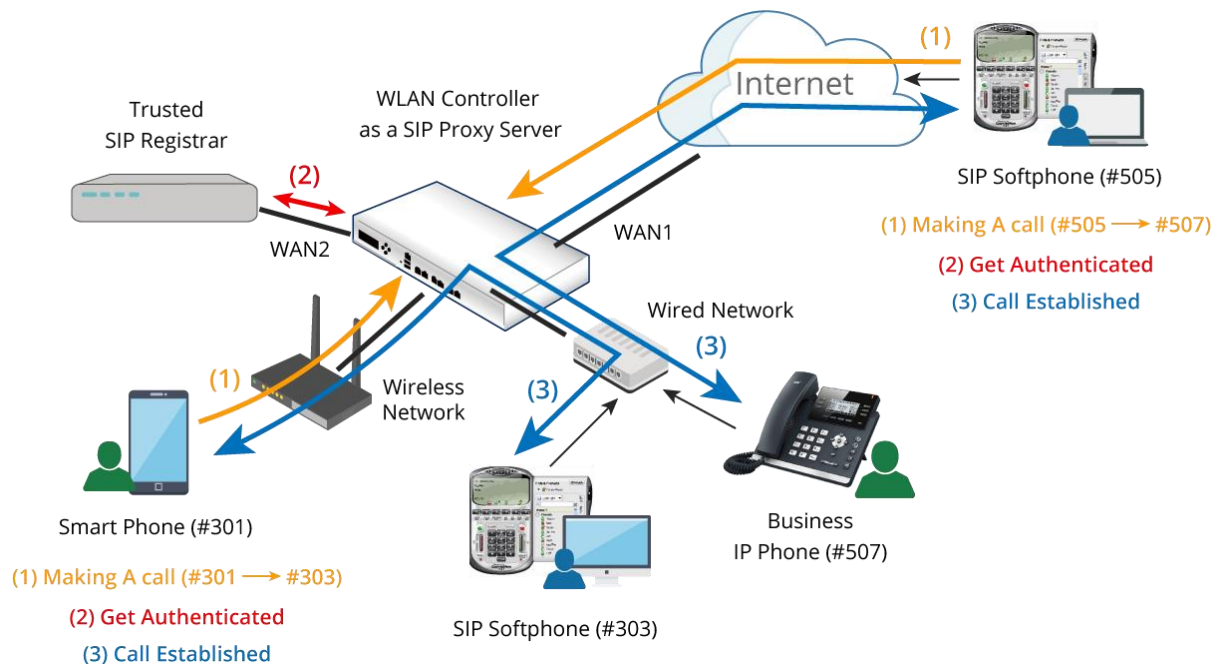 (1)
Internet
WLAN Controller
as a SIP Proxy Server
Trusted
SIP Registrar
(2)
WAN2
WAN1
SIP Softphone (#505)
(1) Making A call (#505 ⟶ #507)
(2) Get Authenticated
(3) Call Established
Wired Network
(3)
(1)
Wireless
Network
(3)
Smart Phone (#301)
(1) Making A call (#301 ⟶ #303)
(2) Get Authenticated
(3) Call Established
Business
IP Phone (#507)
SIP Softphone (#303)